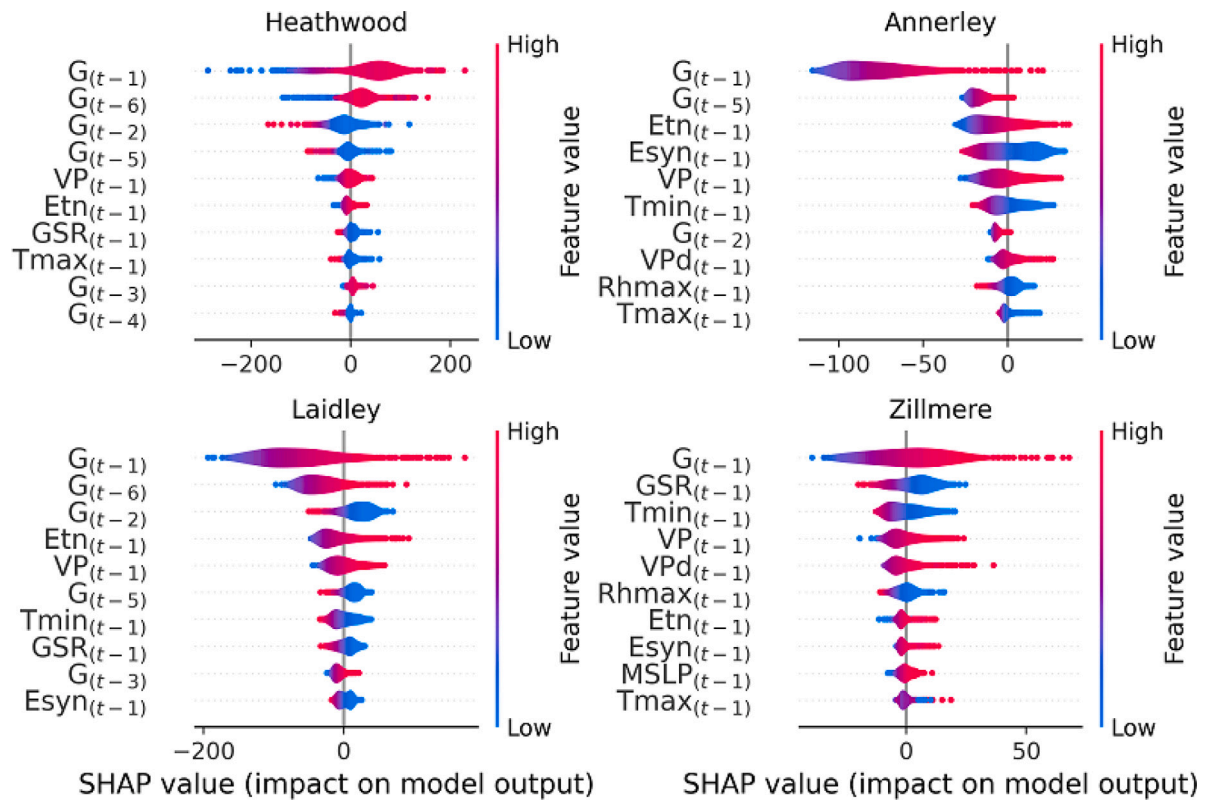 Heathwood
High
G(t−1)
G(t−6)
G(t−2)
G(t−5)
VP(t−1)
Etn(t−1)
GSR(t−1)
Tmax(t−1)
G(t−3)
G(t−4)
Feature value
Low
−200 0 200
Annerley
High
G(t−1)
G(t−5)
Etn(t−1)
Esyn(t−1)
VP(t−1)
Tmin(t−1)
G(t−2)
VPd(t−1)
Rhmax(t−1)
Tmax(t−1)
Feature value
Low
−100 −50 0
Laidley
High
G(t−1)
G(t−6)
G(t−2)
Etn(t−1)
VP(t−1)
G(t−5)
Tmin(t−1)
GSR(t−1)
G(t−3)
Esyn(t−1)
Feature value
Low
−200 0
SHAP value (impact on model output)
Zillmere
High
G(t−1)
GSR(t−1)
Tmin(t−1)
VP(t−1)
VPd(t−1)
Rhmax(t−1)
Etn(t−1)
Esyn(t−1)
MSLP(t−1)
Tmax(t−1)
Feature value
Low
0 50
SHAP value (impact on model output)